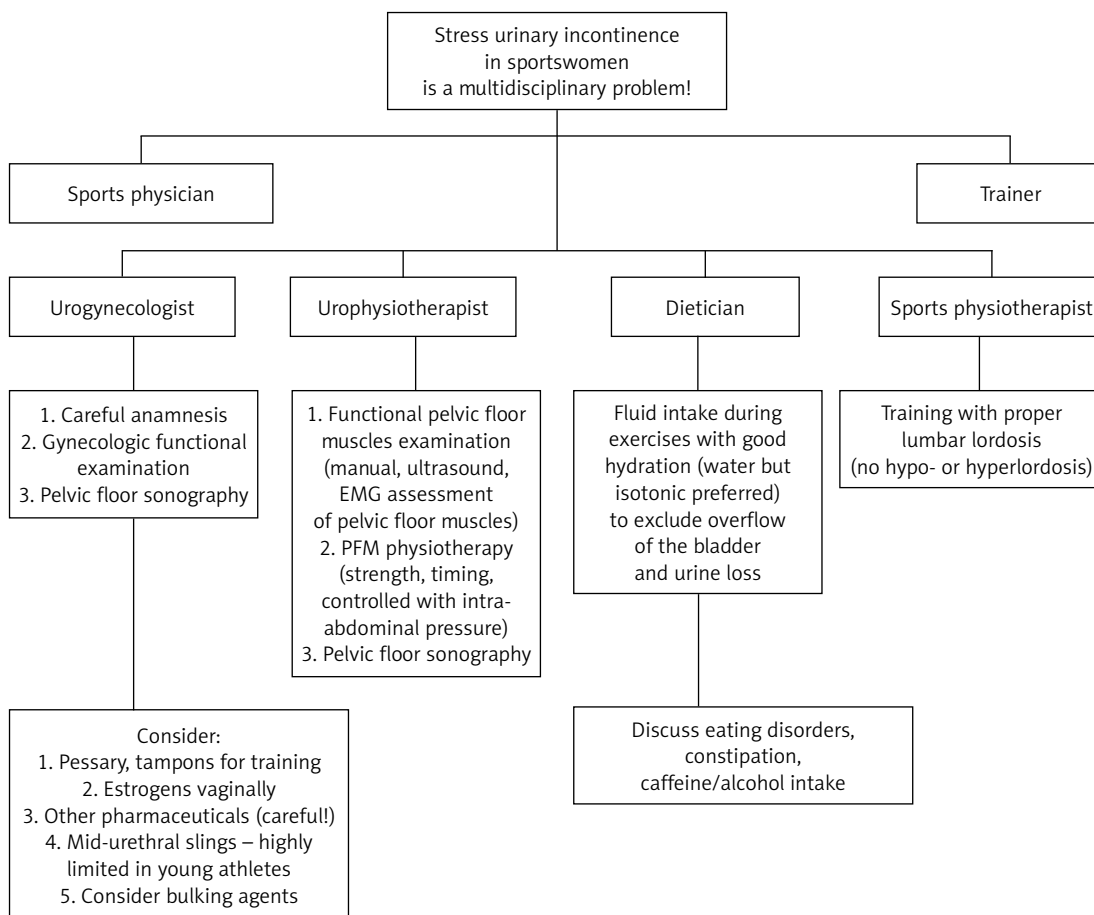 Stress urinary incontinence
in sportswomen
is a multidisciplinary problem!
Sports physician
Trainer
Urogynecologist
Urophysiotherapist
Dietician
Sports physiotherapist
1. Careful anamnesis
2. Gynecologic functional
examination
3. Pelvic floor sonography
1. Functional pelvic floor
muscles examination
(manual, ultrasound,
EMG assessment
of pelvic floor muscles)
2. PFM physiotherapy
(strength, timing,
controlled with intra-
abdominal pressure)
3. Pelvic floor sonography
Fluid intake during
exercises with good
hydration (water but
isotonic preferred)
to exclude overflow
of the bladder
and urine loss
Training with proper
lumbar lordosis
(no hypo- or hyperlordosis)
Consider:
1. Pessary, tampons for training
2. Estrogens vaginally
3. Other pharmaceuticals (careful!)
4. Mid-urethral slings – highly
limited in young athletes
5. Consider bulking agents
Discuss eating disorders,
constipation,
caffeine/alcohol intake